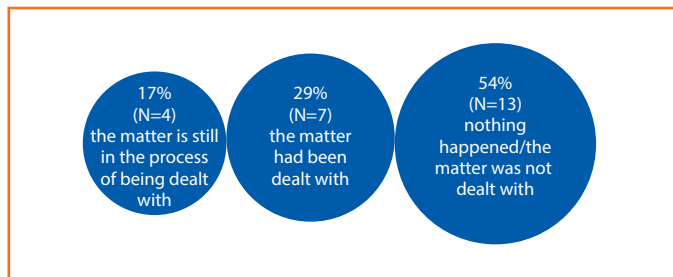 17%
(N=4)
the matter is still
in the process
of being dealt
with
29%
(N=7)
the matter
had been
dealt with
54%
(N=13)
nothing
happened/the
matter was not
dealt with